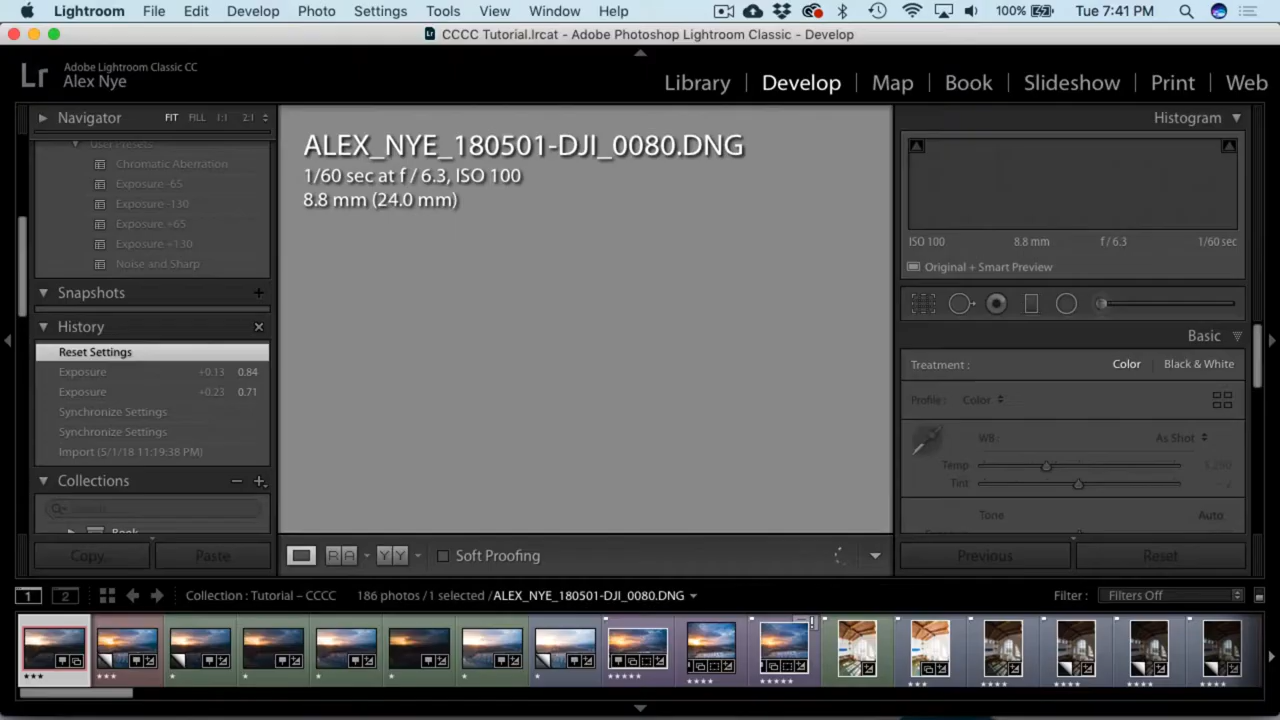 Lightroom File Edit Develop Photo Settings Tools View Window Help 100% Tue 7:41 PM
CCCC Tutorial.lrcat - Adobe Photoshop Lightroom Classic - Develop
Lr Adobe Lightroom Classic CC
Alex Nye
Library | Develop | Map | Book | Slideshow | Print | Web
Navigator FIT FILL 1:1 2:1
User Presets
Chromatic Aberration
Exposure -65
Exposure -130
Exposure +65
Exposure +130
Noise and Sharp
Snapshots +
History ×
Reset Settings
Exposure +0.13 0.84
Exposure +0.23 0.71
Synchronize Settings
Synchronize Settings
Import (5/1/18 11:19:38 PM)
Collections − +
Search
Book
Copy... Paste
ALEX_NYE_180501-DJI_0080.DNG
1/60 sec at f / 6.3, ISO 100
8.8 mm (24.0 mm)
R A Y Y Soft Proofing
Histogram
ISO 100 8.8 mm f / 6.3 1/60 sec
Original + Smart Preview
Basic
Treatment : Color | Black & White
Profile : Color
WB : As Shot
Temp
Tint
Tone Auto
Previous Reset
1 2 Collection : Tutorial – CCCC 186 photos / 1 selected / ALEX_NYE_180501-DJI_0080.DNG Filter : Filters Off